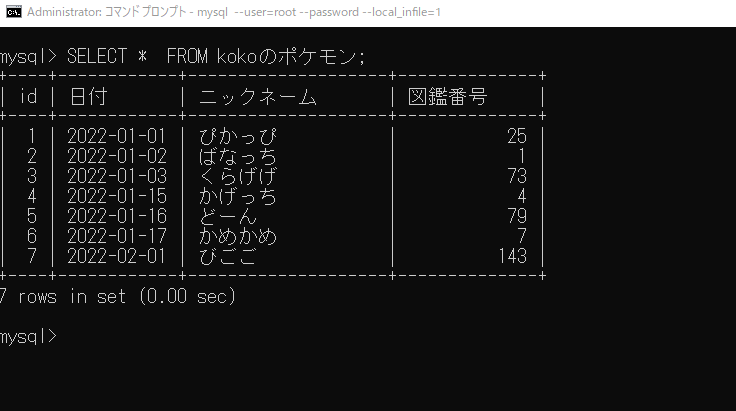 Administrator: コマンド プロンプト - mysql --user=root --password --local_infile=1
mysql> SELECT *  FROM kokoのポケモン;
+----+------------+--------------------+--------------+
| id | 日付       | ニックネーム       | 図鑑番号     |
+----+------------+--------------------+--------------+
|  1 | 2022-01-01 | ぴかっぴ           |           25 |
|  2 | 2022-01-02 | ばなっち           |            1 |
|  3 | 2022-01-03 | くらげげ           |           73 |
|  4 | 2022-01-15 | かげっち           |            4 |
|  5 | 2022-01-16 | どーん             |           79 |
|  6 | 2022-01-17 | かめかめ           |            7 |
|  7 | 2022-02-01 | びごご             |          143 |
+----+------------+--------------------+--------------+
7 rows in set (0.00 sec)
mysql>